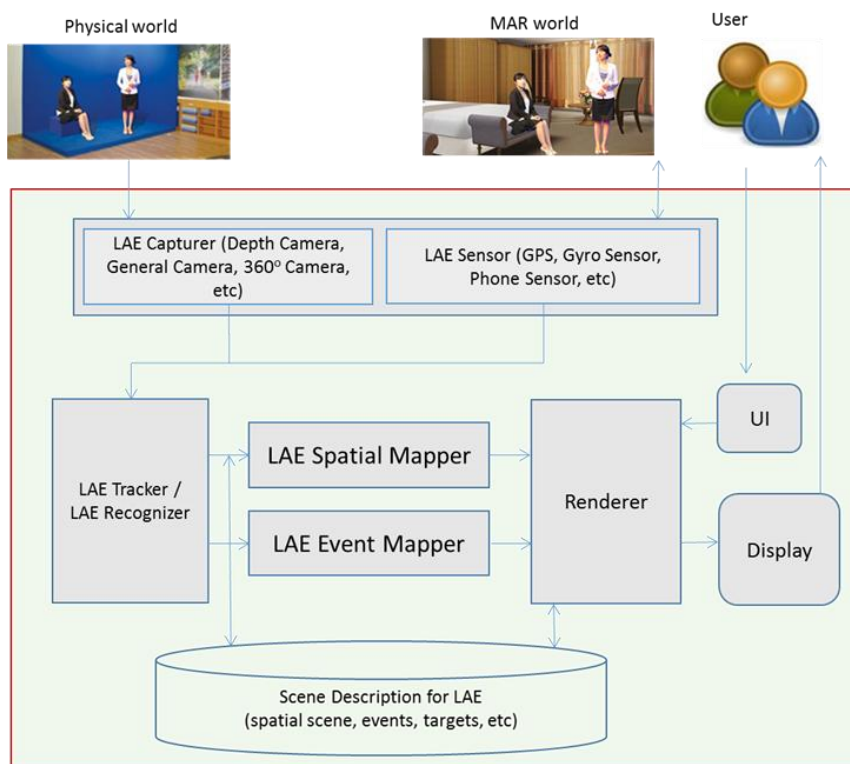 Physical world
MAR world
User
LAE Capturer (Depth Camera,
General Camera, 360° Camera,
etc)
LAE Sensor (GPS, Gyro Sensor,
Phone Sensor, etc)
LAE Tracker /
LAE Recognizer
LAE Spatial Mapper
LAE Event Mapper
Renderer
UI
Display
Scene Description for LAE
(spatial scene, events, targets, etc)